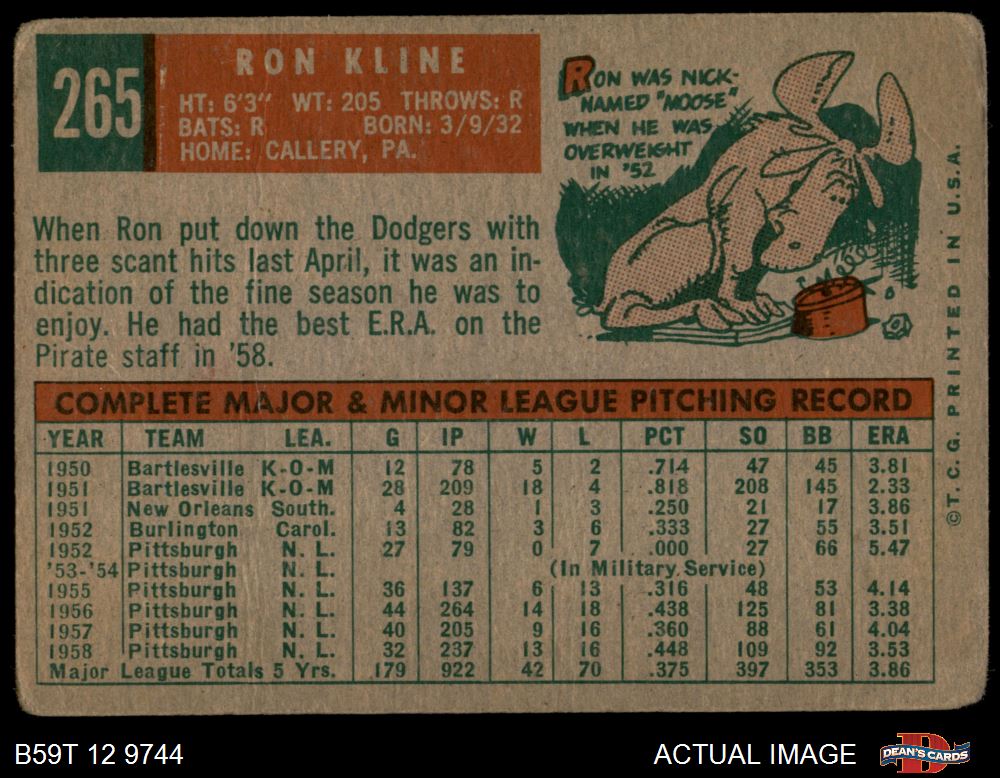 265
RON KLINE
HT: 6'3" WT: 205 THROWS: R
BATS: R BORN: 3/9/32
HOME: CALLERY, PA.
RON WAS NICK-
NAMED "MOOSE"
WHEN HE WAS
OVERWEIGHT
IN '52
When Ron put down the Dodgers with
three scant hits last April, it was an in-
dication of the fine season he was to
enjoy. He had the best E.R.A. on the
Pirate staff in '58.
COMPLETE MAJOR & MINOR LEAGUE PITCHING RECORD
YEAR TEAM LEA. G IP W L PCT SO BB ERA
1950 Bartlesville K-O-M 12 78 5 2 .714 47 45 3.81
1951 Bartlesville K-O-M 28 209 18 4 .818 208 145 2.33
1951 New Orleans South. 4 28 1 3 .250 21 17 3.86
1952 Burlington Carol. 13 82 3 6 .333 27 55 3.51
1952 Pittsburgh N. L. 27 79 0 7 .000 27 66 5.47
'53-'54 Pittsburgh N. L. (In Military Service)
1955 Pittsburgh N. L. 36 137 6 13 .316 48 53 4.14
1956 Pittsburgh N. L. 44 264 14 18 .438 125 81 3.38
1957 Pittsburgh N. L. 40 205 9 16 .360 88 61 4.04
1958 Pittsburgh N. L. 32 237 13 16 .448 109 92 3.53
Major League Totals 5 Yrs. 179 922 42 70 .375 397 353 3.86
©T. C. G. PRINTED IN U.S.A.
B59T 12 9744
ACTUAL IMAGE
DEAN'S CARDS